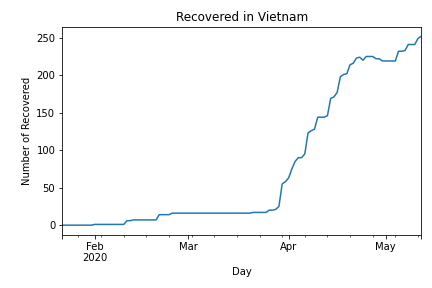 Recovered in Vietnam
Number of Recovered
250
200
150
100
50
0
Feb
2020
Mar
Apr
May
Day